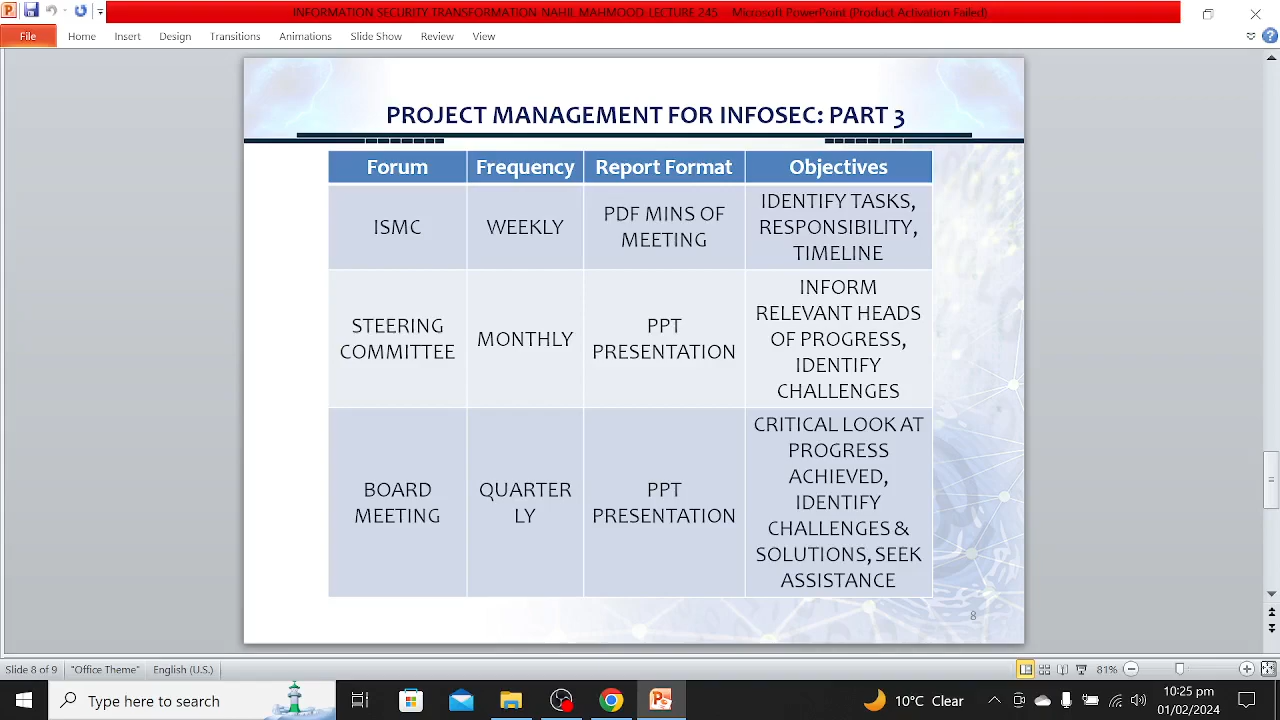 INFORMATION SECURITY TRANSFORMATION NAHIL MAHMOOD LECTURE 245 - Microsoft PowerPoint (Product Activation Failed)
File Home Insert Design Transitions Animations Slide Show Review View
PROJECT MANAGEMENT FOR INFOSEC: PART 3
Forum Frequency Report Format Objectives
ISMC
WEEKLY
PDF MINS OF
MEETING
IDENTIFY TASKS,
RESPONSIBILITY,
TIMELINE
STEERING
COMMITTEE
MONTHLY
PPT
PRESENTATION
INFORM
RELEVANT HEADS
OF PROGRESS,
IDENTIFY
CHALLENGES
BOARD
MEETING
QUARTER
LY
PPT
PRESENTATION
CRITICAL LOOK AT
PROGRESS
ACHIEVED,
IDENTIFY
CHALLENGES &
SOLUTIONS, SEEK
ASSISTANCE
8
Slide 8 of 9 "Office Theme" English (U.S.) 81%
Type here to search
10°C Clear
10:25 pm
01/02/2024